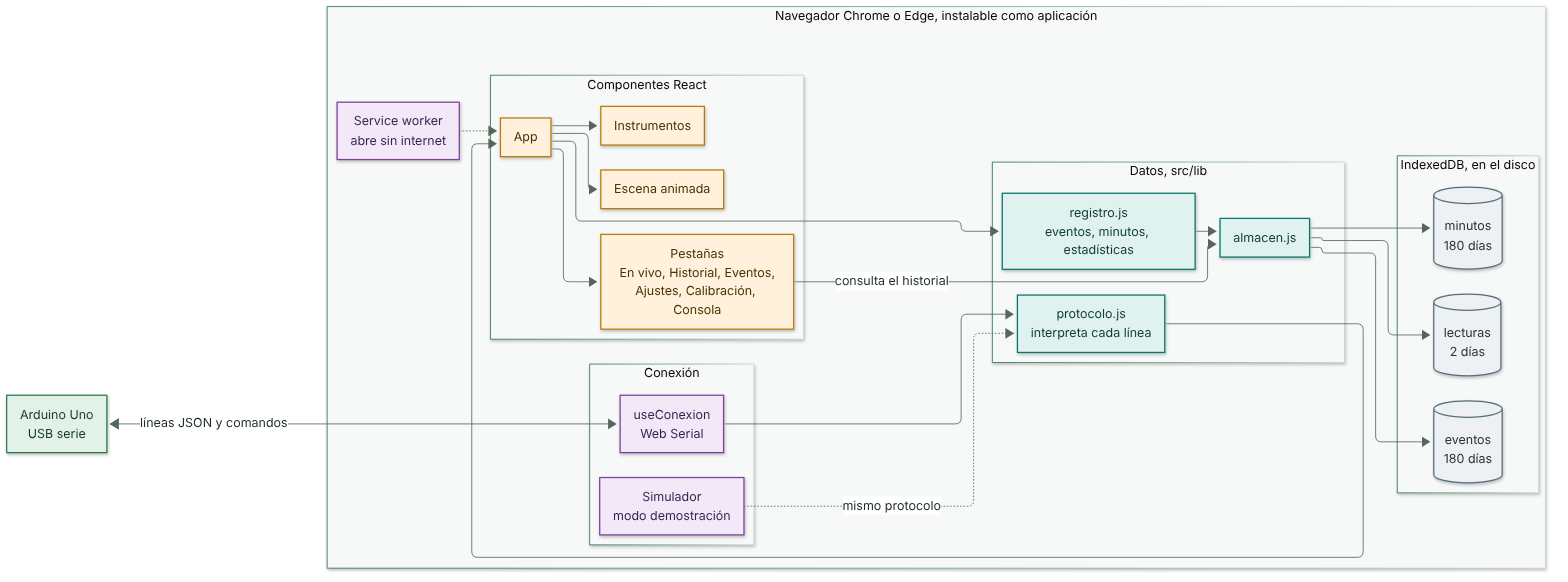 Navegador Chrome o Edge, instalable como aplicación
Componentes React
Service worker
abre sin internet
App
Instrumentos
Escena animada
Pestañas
En vivo, Historial, Eventos,
Ajustes, Calibración,
Consola
consulta el historial
Datos, src/lib
registro.js
eventos, minutos,
estadísticas
almacen.js
protocolo.js
interpreta cada línea
IndexedDB, en el disco
minutos
180 días
lecturas
2 días
eventos
180 días
Conexión
useConexion
Web Serial
Simulador
modo demostración
mismo protocolo
Arduino Uno
USB serie
líneas JSON y comandos